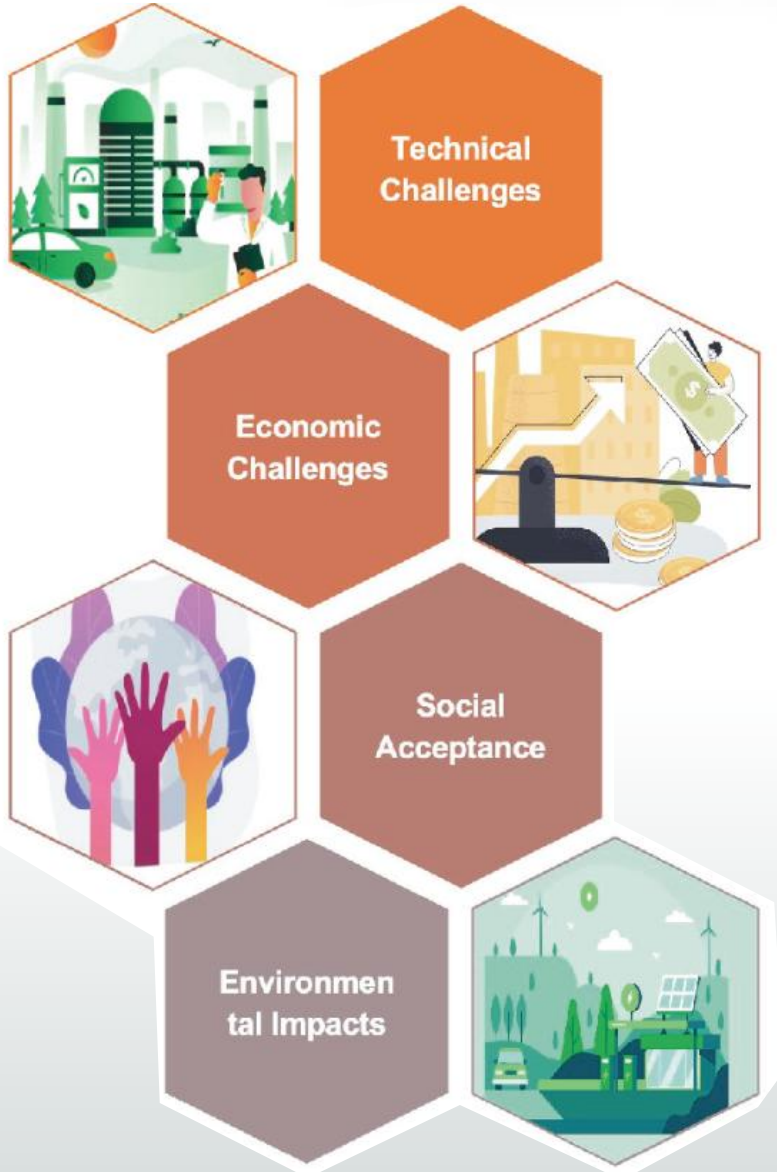 Technical
Challenges
Economic
Challenges
Social
Acceptance
Environmen
tal Impacts